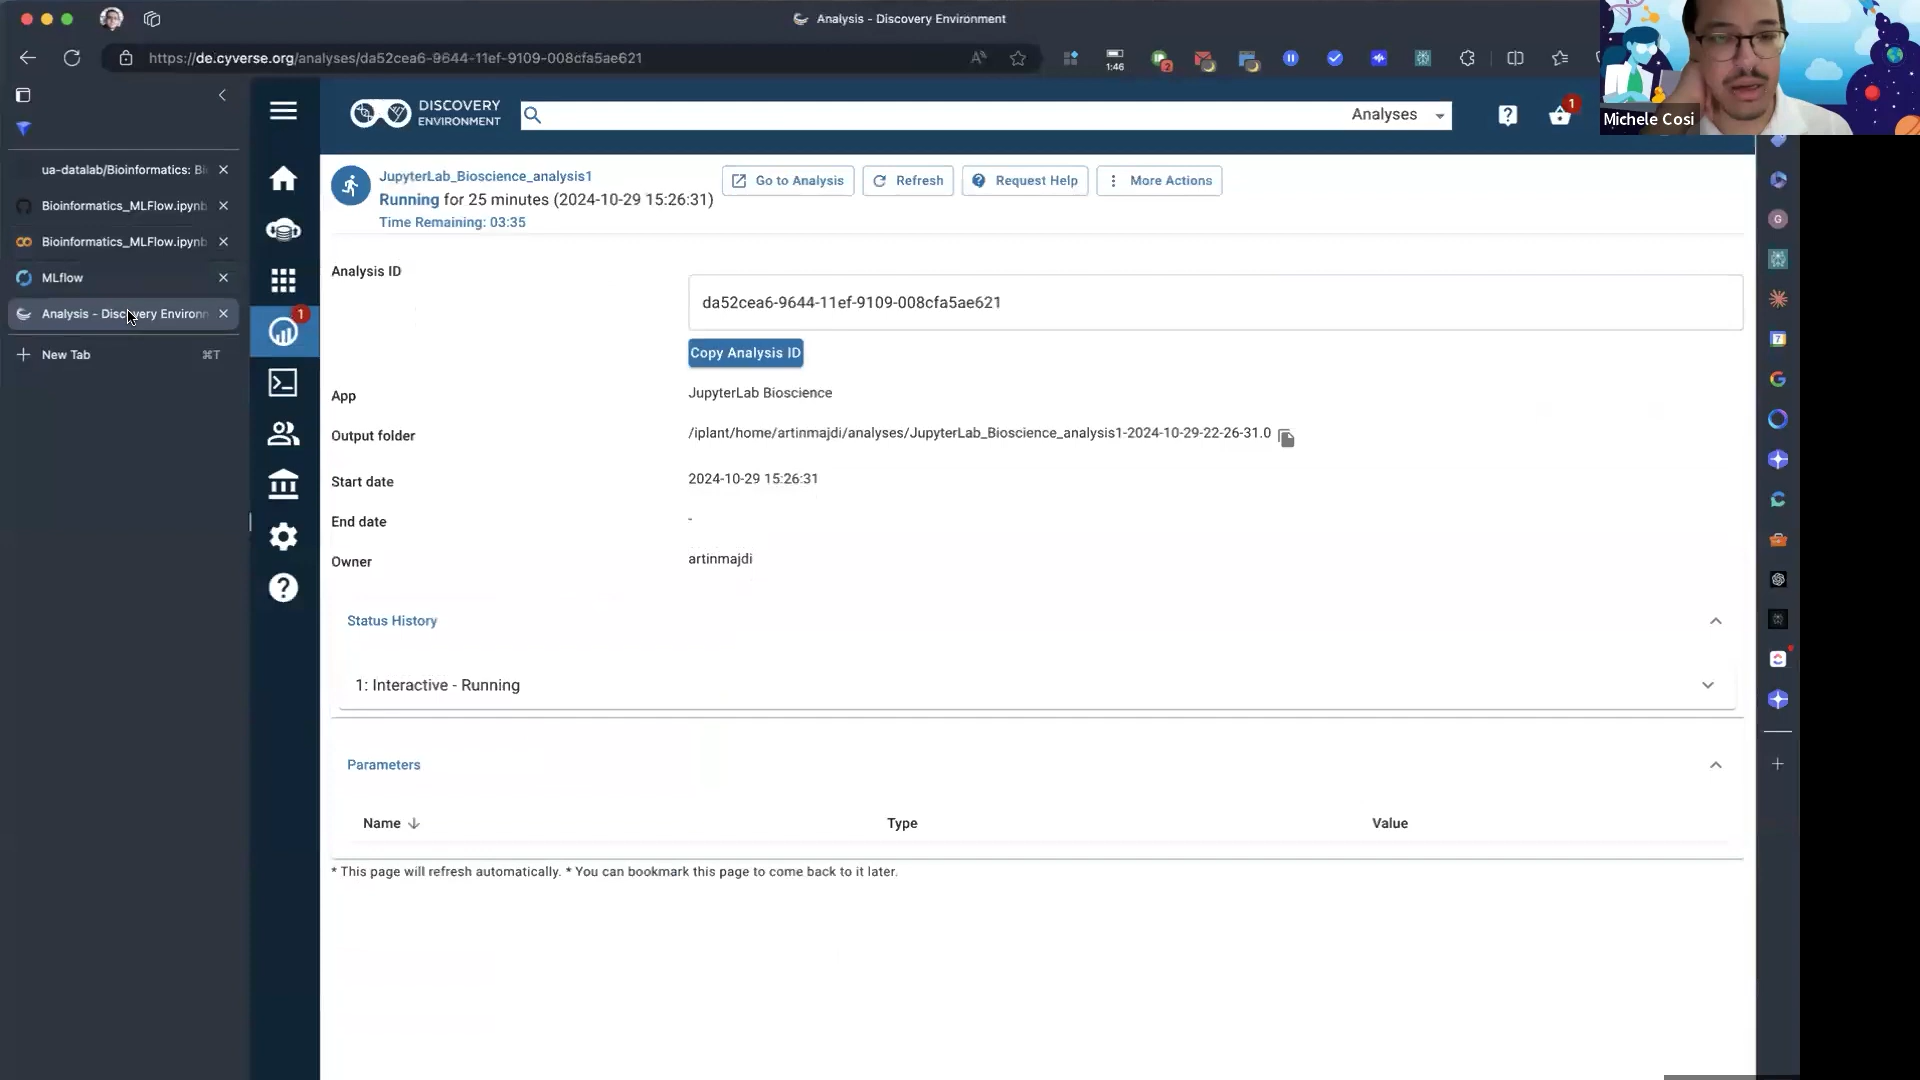 Analysis - Discovery Environment
https://de.cyverse.org/analyses/da52cea6-9644-11ef-9109-008cfa5ae621
1:46
2
Michele Cosi
ua-datalab/Bioinformatics: Bi
Bioinformatics_MLFlow.ipynb
Bioinformatics_MLFlow.ipynb
MLflow
Analysis - Discovery Environ
New Tab
⌘T
DISCOVERY
ENVIRONMENT
Analyses
1
1
JupyterLab_Bioscience_analysis1
Running for 25 minutes (2024-10-29 15:26:31)
Time Remaining: 03:35
Go to Analysis
Refresh
Request Help
More Actions
Analysis ID
da52cea6-9644-11ef-9109-008cfa5ae621
Copy Analysis ID
App
JupyterLab Bioscience
Output folder
/iplant/home/artinmajdi/analyses/JupyterLab_Bioscience_analysis1-2024-10-29-22-26-31.0
Start date
2024-10-29 15:26:31
End date
-
Owner
artinmajdi
Status History
1: Interactive - Running
Parameters
Name
Type
Value
* This page will refresh automatically. * You can bookmark this page to come back to it later.
G